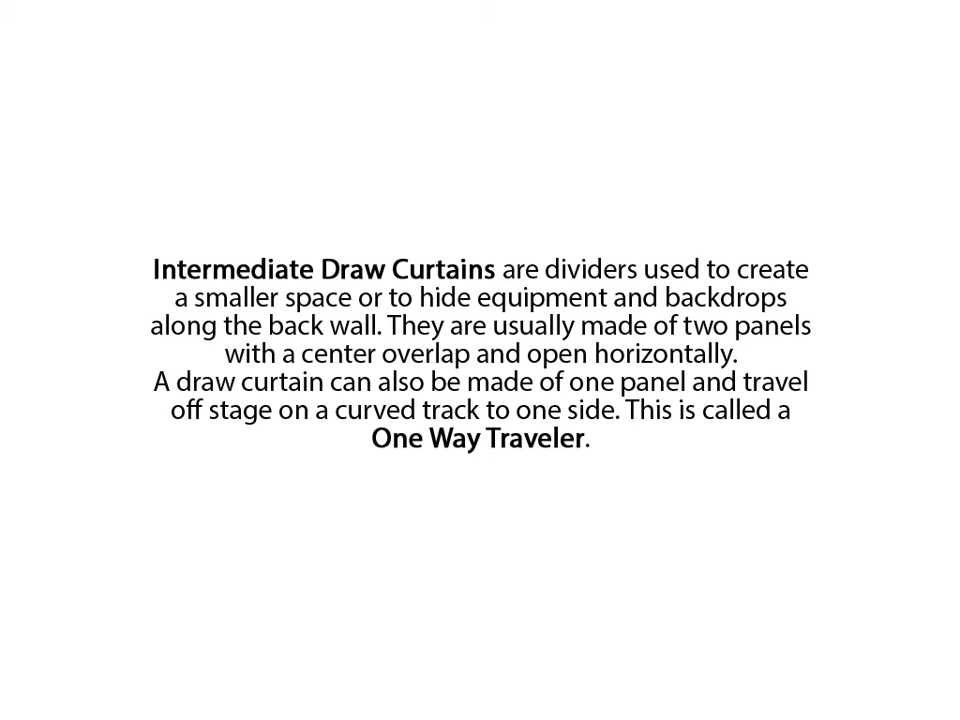 Intermediate Draw Curtains are dividers used to create
a smaller space or to hide equipment and backdrops
along the back wall. They are usually made of two panels
with a center overlap and open horizontally.
A draw curtain can also be made of one panel and travel
off stage on a curved track to one side. This is called a
One Way Traveler.